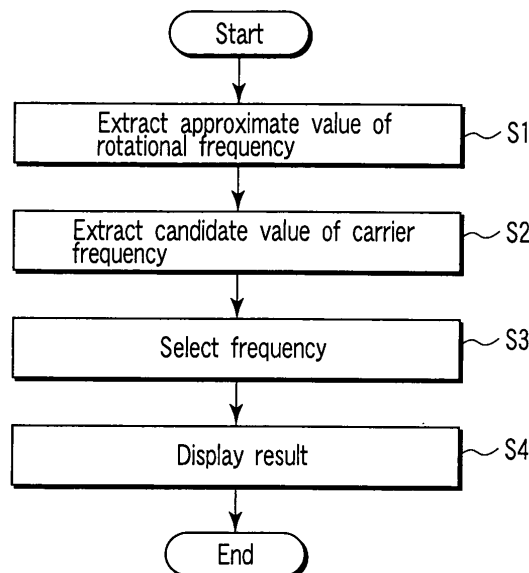 Start
Extract approximate value of
rotational frequency
S1
Extract candidate value of carrier
frequency
S2
Select frequency
S3
Display result
S4
End